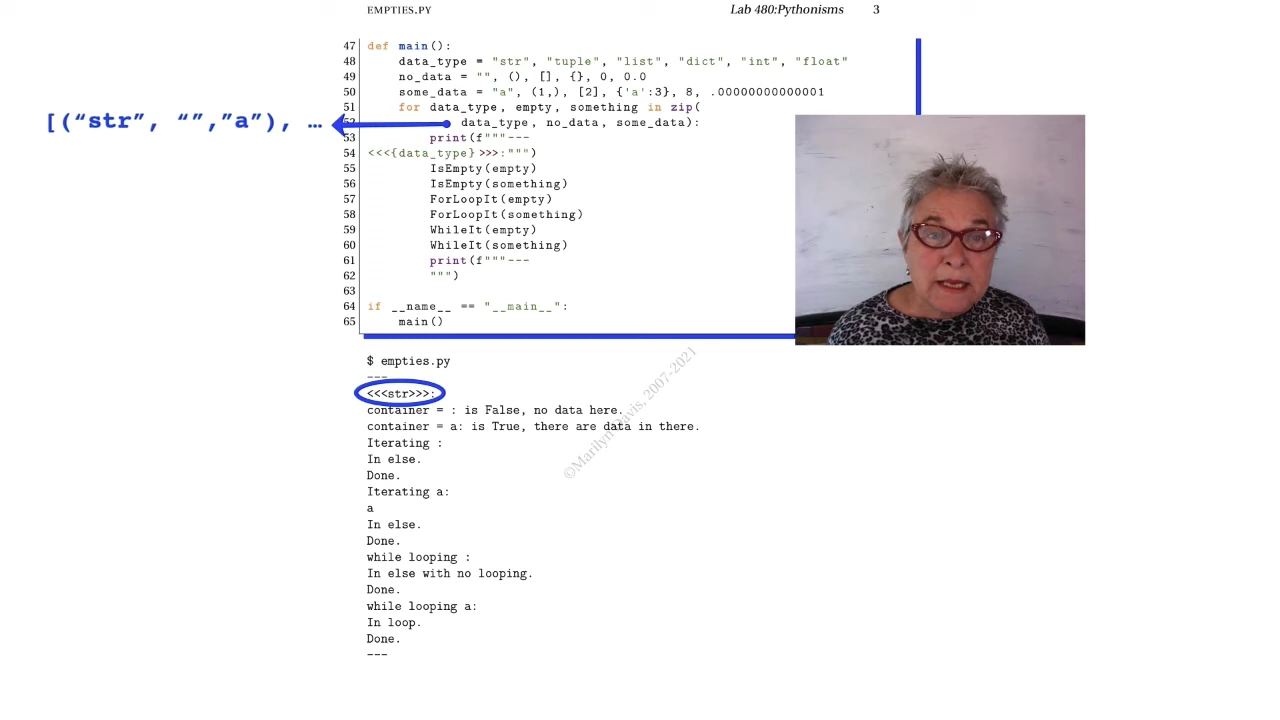 EMPTIES.PY Lab 480:Pythonisms 3
47 def main():
48 data_type = "str", "tuple", "list", "dict", "int", "float"
49 no_data = "", (), [], {}, 0, 0.0
50 some_data = "a", (1,), [2], {'a':3}, 8, .00000000000001
51 for data_type, empty, something in zip(
[(“str”, “”,”a”), …
52 data_type, no_data, some_data):
53 print(f"""---
54 <<<{data_type}>>>:""")
55 IsEmpty(empty)
56 IsEmpty(something)
57 ForLoopIt(empty)
58 ForLoopIt(something)
59 WhileIt(empty)
60 WhileIt(something)
61 print(f"""---
62 """)
63
64 if __name__ == "__main__":
65 main()
$ empties.py
---
<<<str>>>:
container = : is False, no data here.
container = a: is True, there are data in there.
Iterating :
In else.
Done.
Iterating a:
a
In else.
Done.
while looping :
In else with no looping.
Done.
while looping a:
In loop.
Done.
---
©Marilyn Davis, 2007-2021